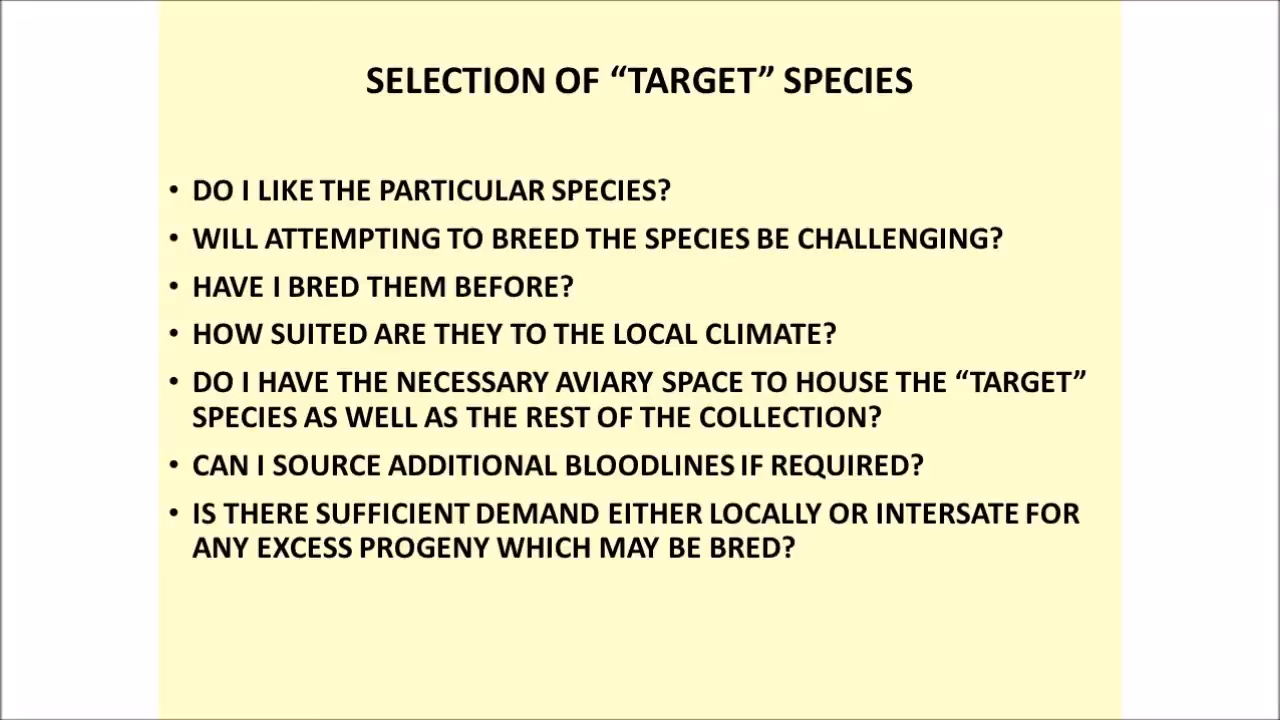 SELECTION OF “TARGET” SPECIES
• DO I LIKE THE PARTICULAR SPECIES?
• WILL ATTEMPTING TO BREED THE SPECIES BE CHALLENGING?
• HAVE I BRED THEM BEFORE?
• HOW SUITED ARE THEY TO THE LOCAL CLIMATE?
• DO I HAVE THE NECESSARY AVIARY SPACE TO HOUSE THE “TARGET”
SPECIES AS WELL AS THE REST OF THE COLLECTION?
• CAN I SOURCE ADDITIONAL BLOODLINES IF REQUIRED?
• IS THERE SUFFICIENT DEMAND EITHER LOCALLY OR INTERSATE FOR
ANY EXCESS PROGENY WHICH MAY BE BRED?